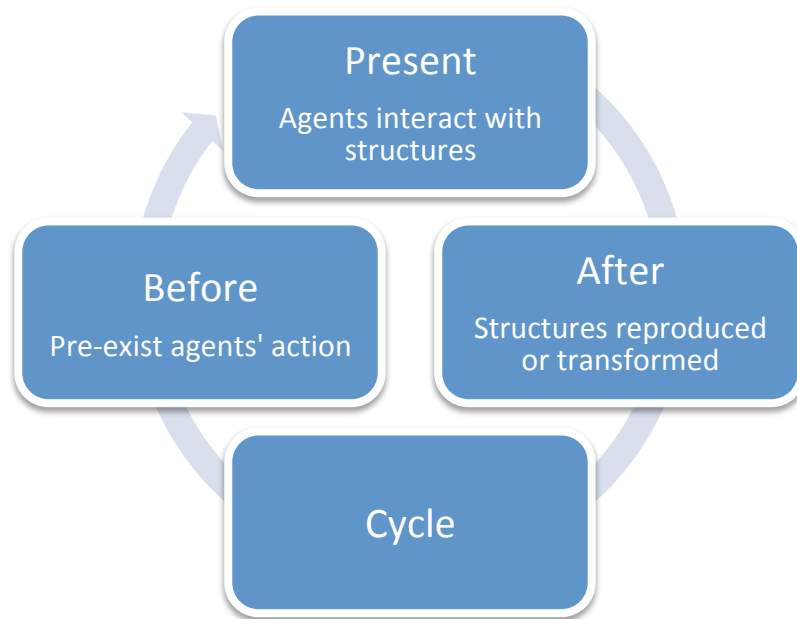 Present
Agents interact with
structures
Before
Pre-exist agents' action
After
Structures reproduced
or transformed
Cycle